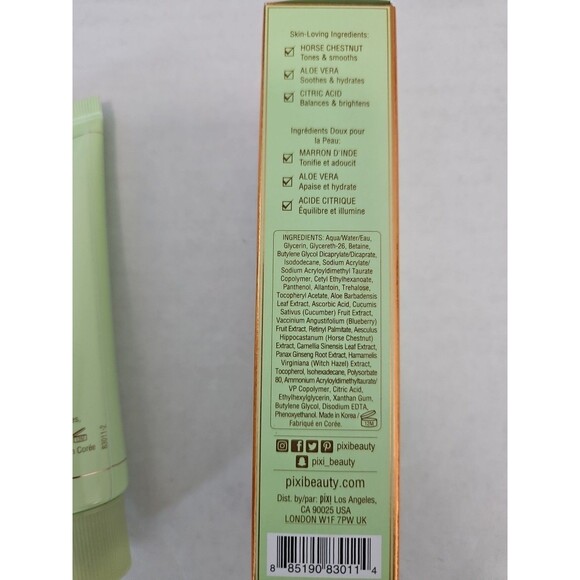 Skin-Loving Ingredients:
HORSE CHESTNUT
Tones & smooths
ALOE VERA
Soothes & hydrates
CITRIC ACID
Balances & brightens
Ingrédients Doux pour
la Peau:
MARRON D'INDE
Tonifie et adoucit
ALOE VERA
Apaise et hydrate
ACIDE CITRIQUE
Équilibre et illumine
INGREDIENTS: Aqua/Water/Eau,
Glycerin, Glycereth-26, Betaine,
Butylene Glycol Dicaprylate/Dicaprate,
Isododecane, Sodium Acrylate/
Sodium Acryloyldimethyl Taurate
Copolymer, Cetyl Ethylhexanoate,
Panthenol, Allantoin, Trehalose,
Tocopheryl Acetate, Aloe Barbadensis
Leaf Extract, Ascorbic Acid, Cucumis
Sativus (Cucumber) Fruit Extract,
Vaccinium Angustifolium (Blueberry)
Fruit Extract, Retinyl Palmitate, Aesculus
Hippocastanum (Horse Chestnut)
Extract, Camellia Sinensis Leaf Extract,
Panax Ginseng Root Extract, Hamamelis
Virginiana (Witch Hazel) Extract,
Tocopherol, Isohexadecane, Polysorbate
80, Ammonium Acryloyldimethyltaurate/
VP Copolymer, Citric Acid,
Ethylhexylglycerin, Xanthan Gum,
Butylene Glycol, Disodium EDTA,
Phenoxyethanol. Made in Korea /
Fabriqué en Corée.
12M
pixibeauty
pixi_beauty
pixibeauty.com
Dist. by/par: pixi Los Angeles,
CA 90025 USA
LONDON W1F 7PW UK
8 85190 83011 4
n Corée
83011-2